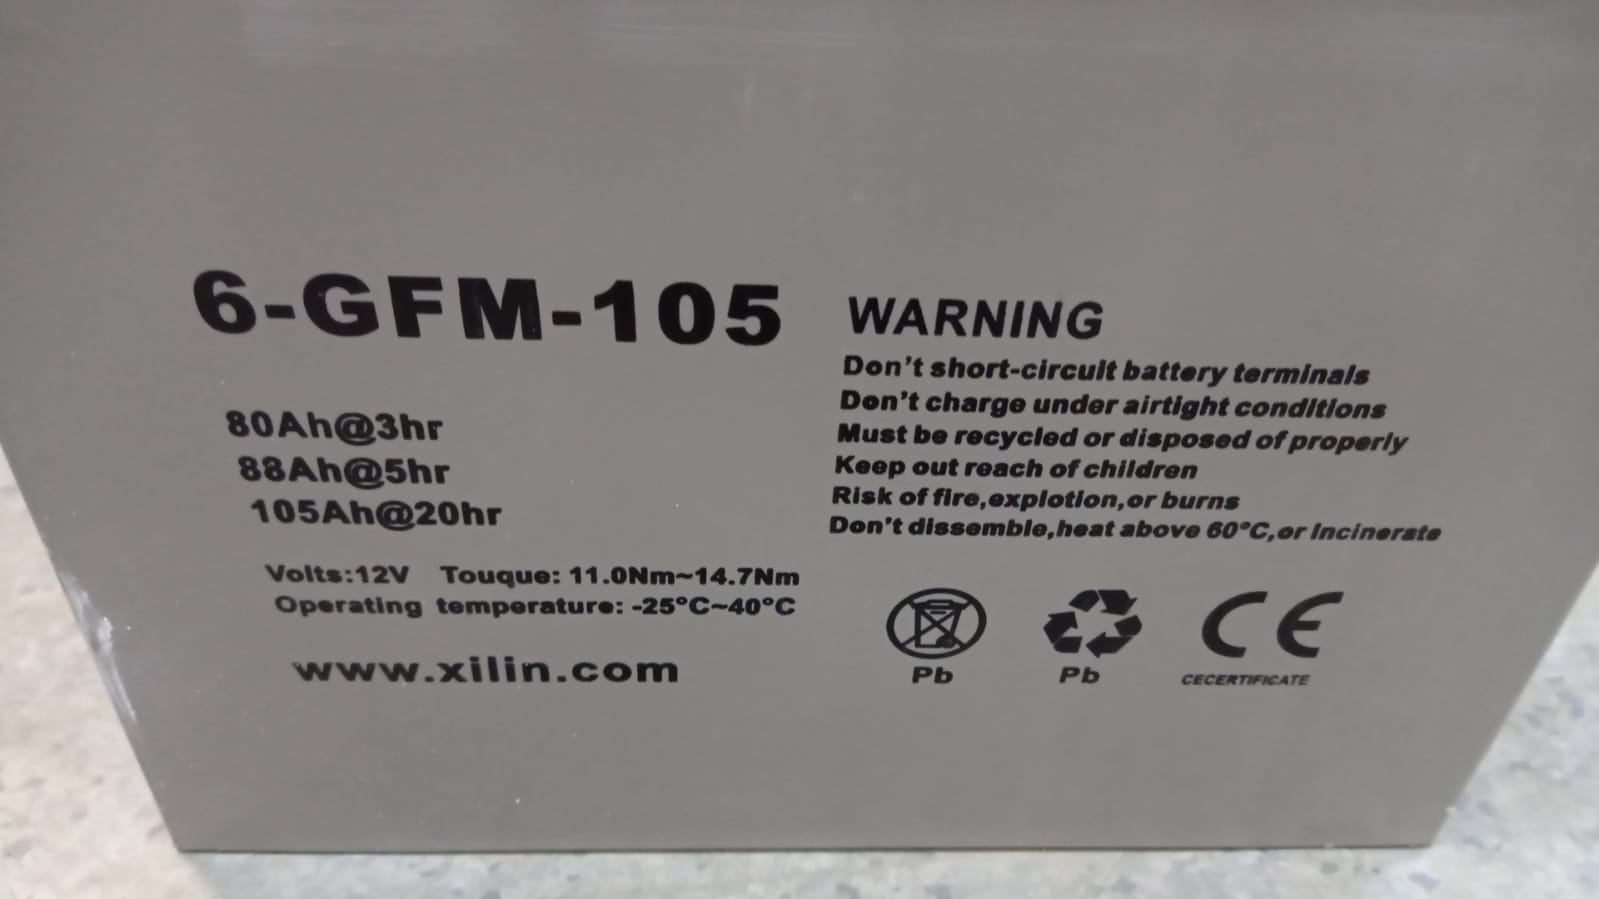 6-GFM-105
80Ah@3hr
88Ah@5hr
105Ah@20hr
Volts:12V Touque: 11.0Nm~14.7Nm
Operating temperature: -25°C~40°C
www.xilin.com
WARNING
Don't short-circuit battery terminals
Don't charge under airtight conditions
Must be recycled or disposed of properly
Keep out reach of children
Risk of fire,explotion,or burns
Don't dissemble,heat above 60°C,or incinerate
Pb
Pb
CE
CECERTIFICATE